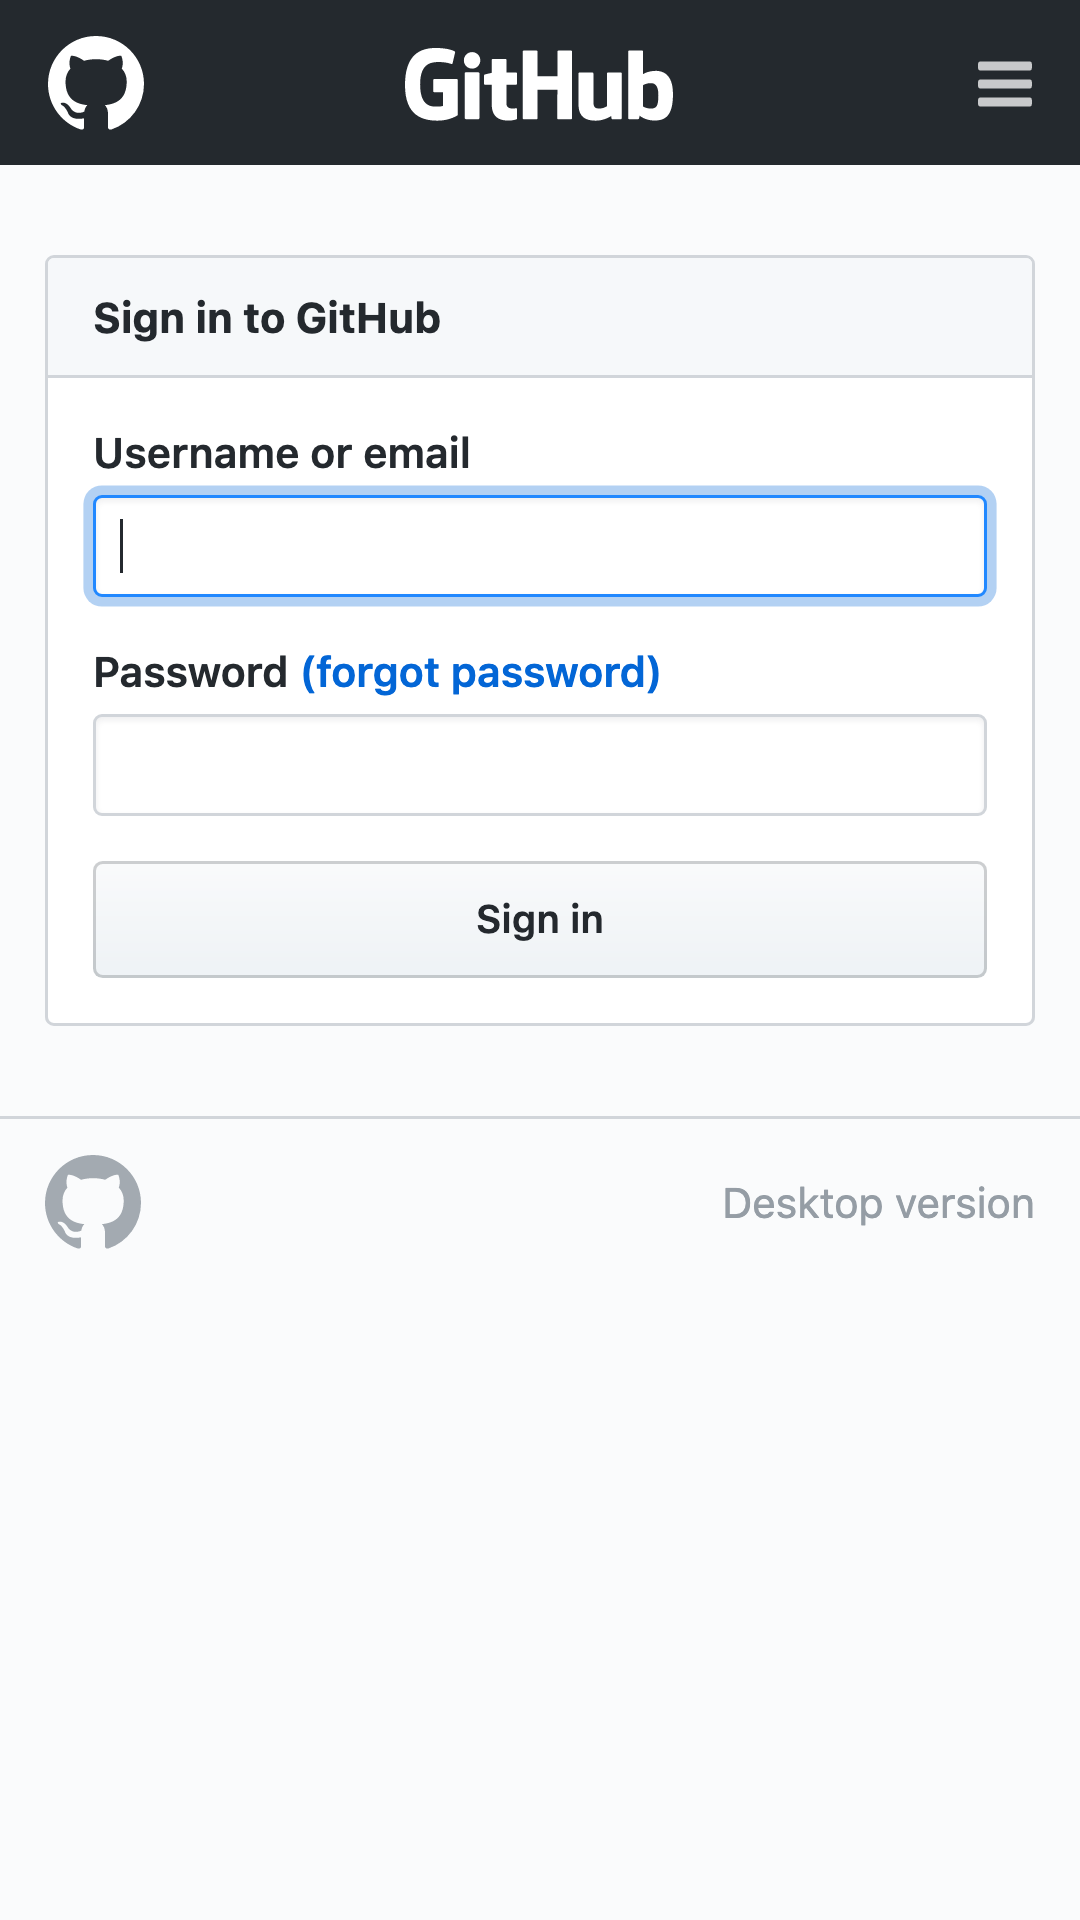 GitHub
Sign in to GitHub
Username or email
Password (forgot password)
Sign in
Desktop version